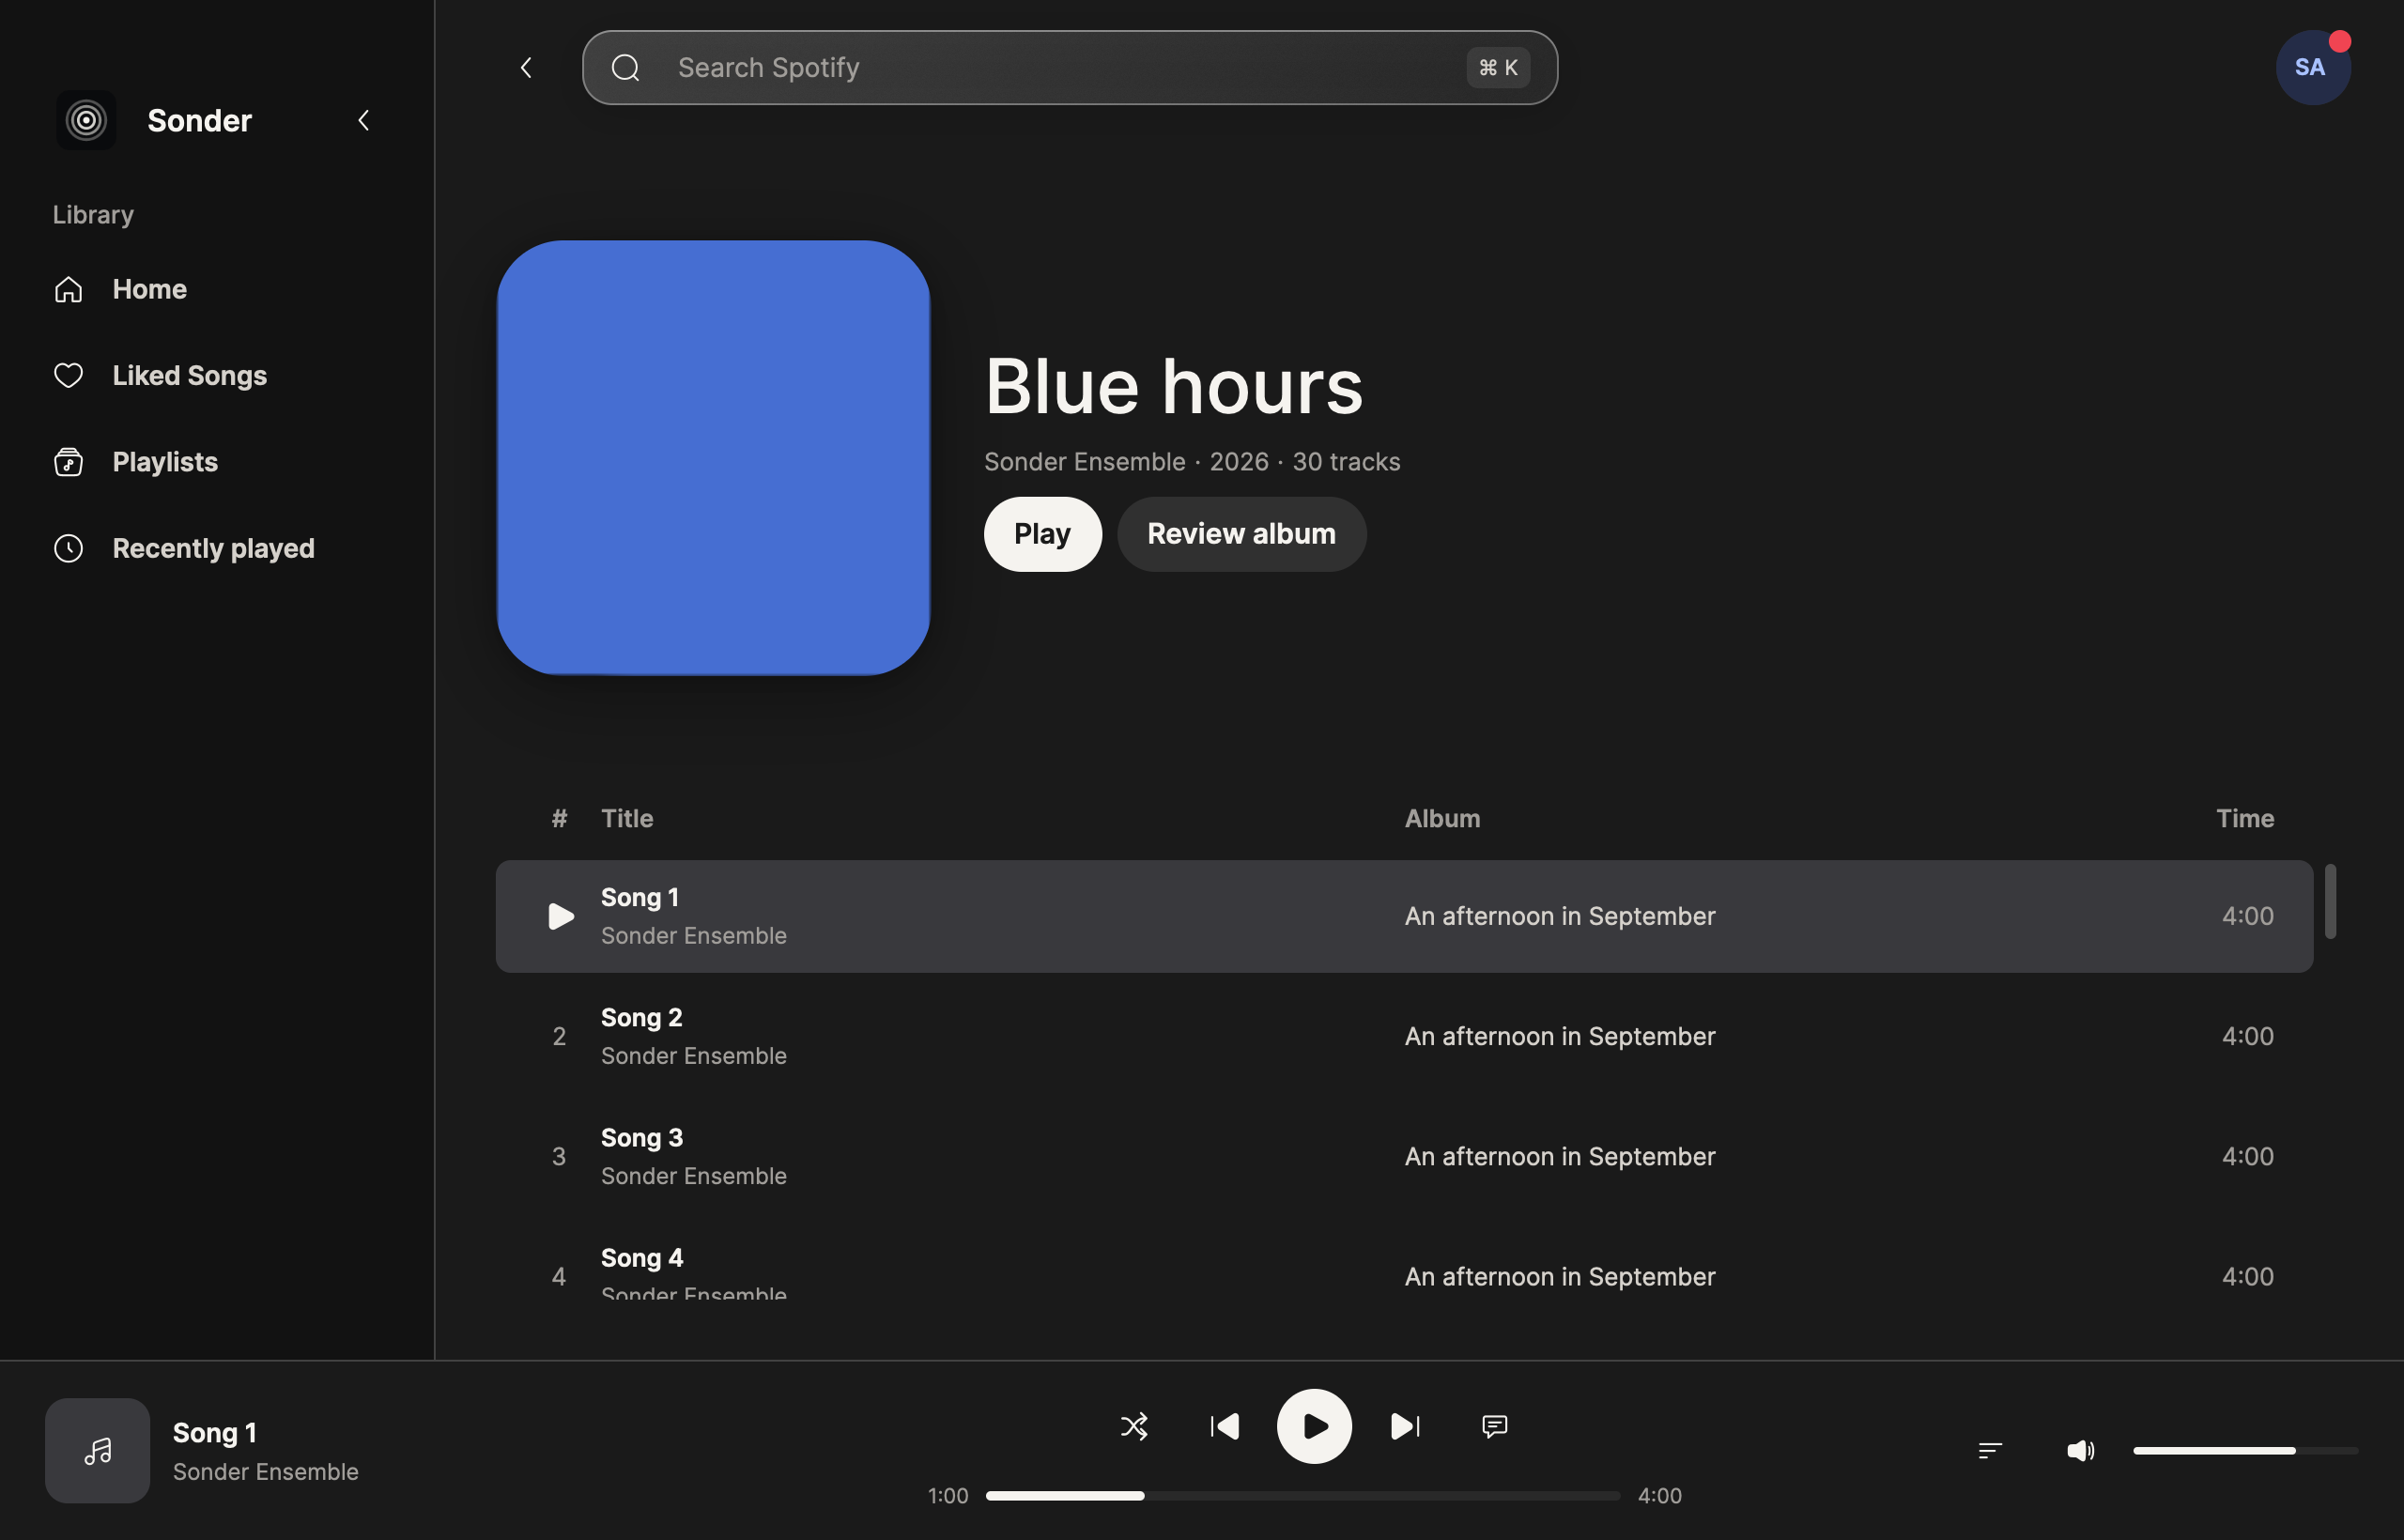 Search Spotify
⌘ K
SA
Sonder
Library
Home
Liked Songs
Playlists
Recently played
Blue hours
Sonder Ensemble · 2026 · 30 tracks
Play
Review album
# Title Album Time
Song 1
Sonder Ensemble
An afternoon in September
4:00
2
Song 2
Sonder Ensemble
An afternoon in September
4:00
3
Song 3
Sonder Ensemble
An afternoon in September
4:00
4
Song 4
Sonder Ensemble
An afternoon in September
4:00
Song 1
Sonder Ensemble
1:00
4:00